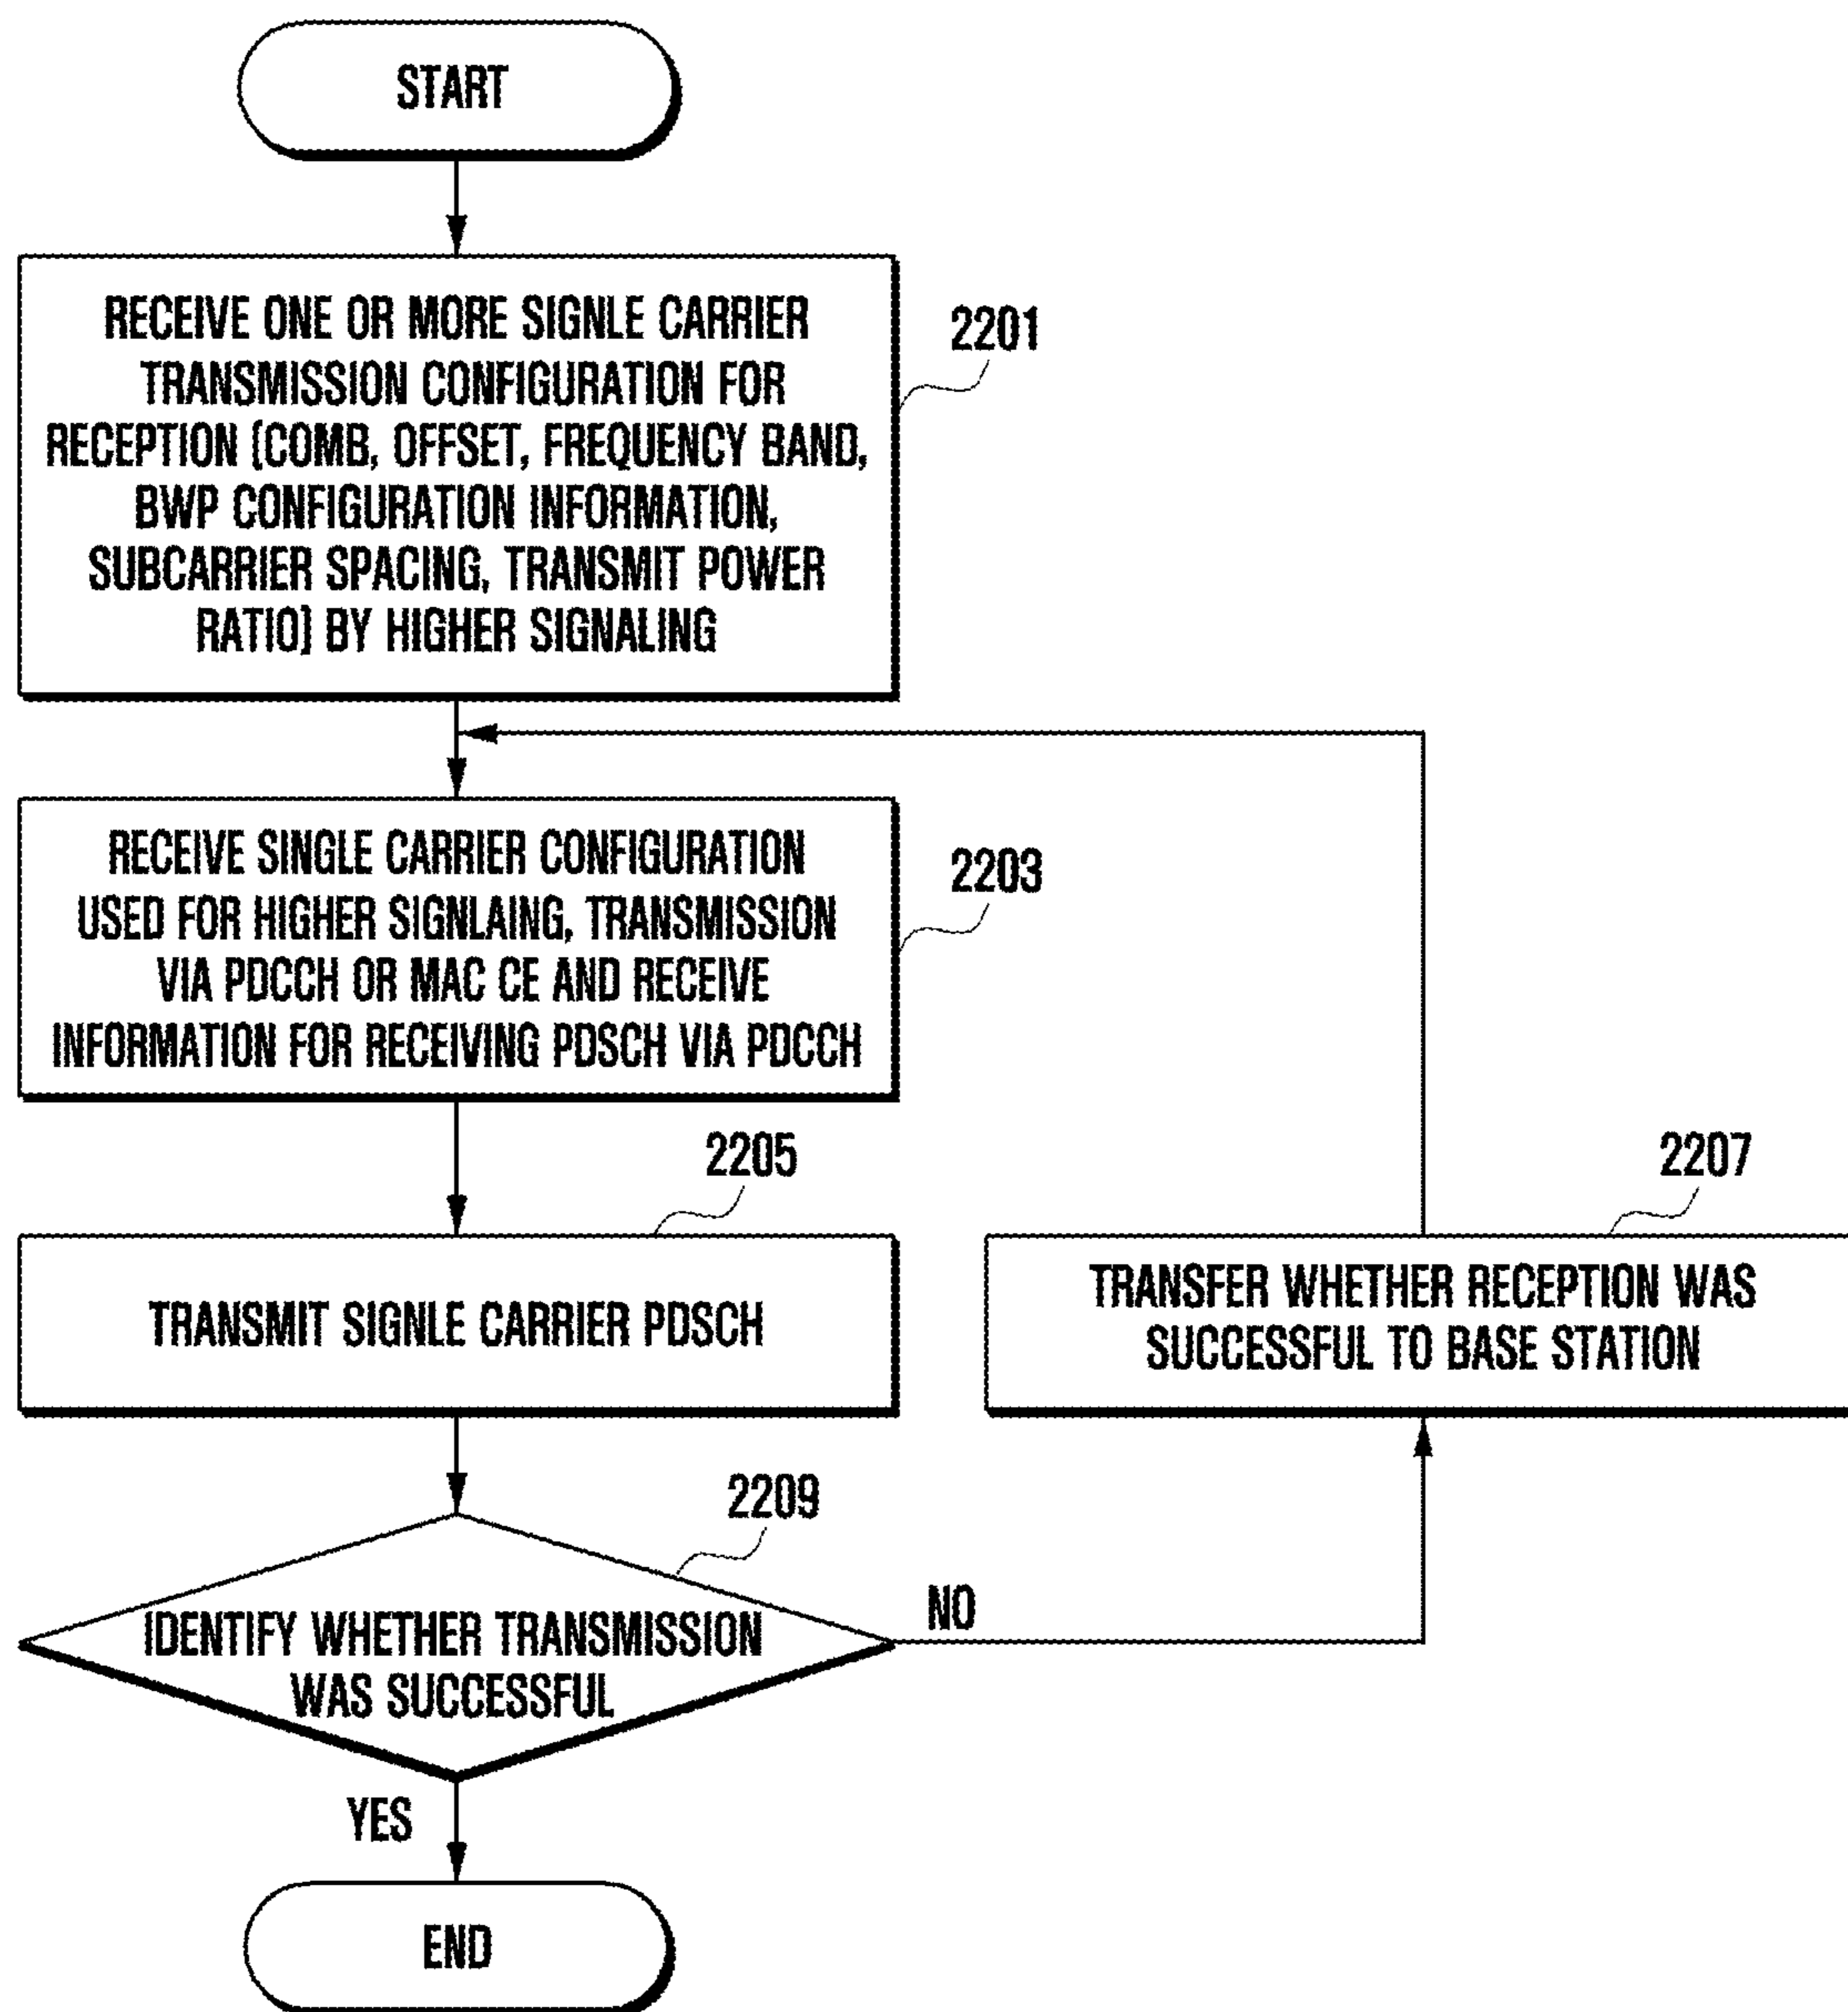 START
RECEIVE ONE OR MORE SIGNLE CARRIER
TRANSMISSION CONFIGURATION FOR
RECEPTION (COMB, OFFSET, FREQUENCY BAND,
BWP CONFIGURATION INFORMATION,
SUBCARRIER SPACING, TRANSMIT POWER
RATIO) BY HIGHER SIGNALING
2201
RECEIVE SINGLE CARRIER CONFIGURATION
USED FOR HIGHER SIGNLAING, TRANSMISSION
VIA PDCCH OR MAC CE AND RECEIVE
INFORMATION FOR RECEIVING PDSCH VIA PDCCH
2203
2205
TRANSMIT SIGNLE CARRIER PDSCH
2207
TRANSFER WHETHER RECEPTION WAS
SUCCESSFUL TO BASE STATION
2209
IDENTIFY WHETHER TRANSMISSION
WAS SUCCESSFUL
NO
YES
END